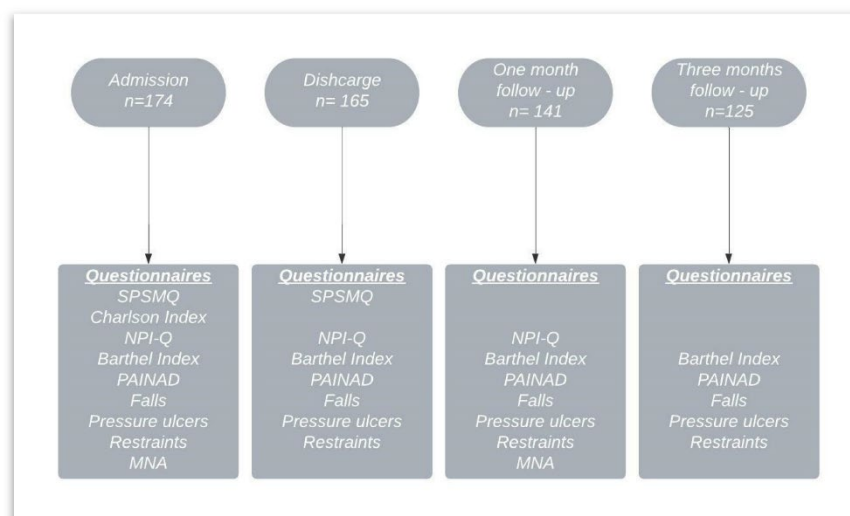 Admission
n=174
Dishcarge
n= 165
One month
follow - up
n= 141
Three months
follow - up
n=125
Questionnaires
SPSMQ
Charlson Index
NPI-Q
Barthel Index
PAINAD
Falls
Pressure ulcers
Restraints
MNA
Questionnaires
SPSMQ
NPI-Q
Barthel Index
PAINAD
Falls
Pressure ulcers
Restraints
Questionnaires
NPI-Q
Barthel Index
PAINAD
Falls
Pressure ulcers
Restraints
MNA
Questionnaires
Barthel Index
PAINAD
Falls
Pressure ulcers
Restraints